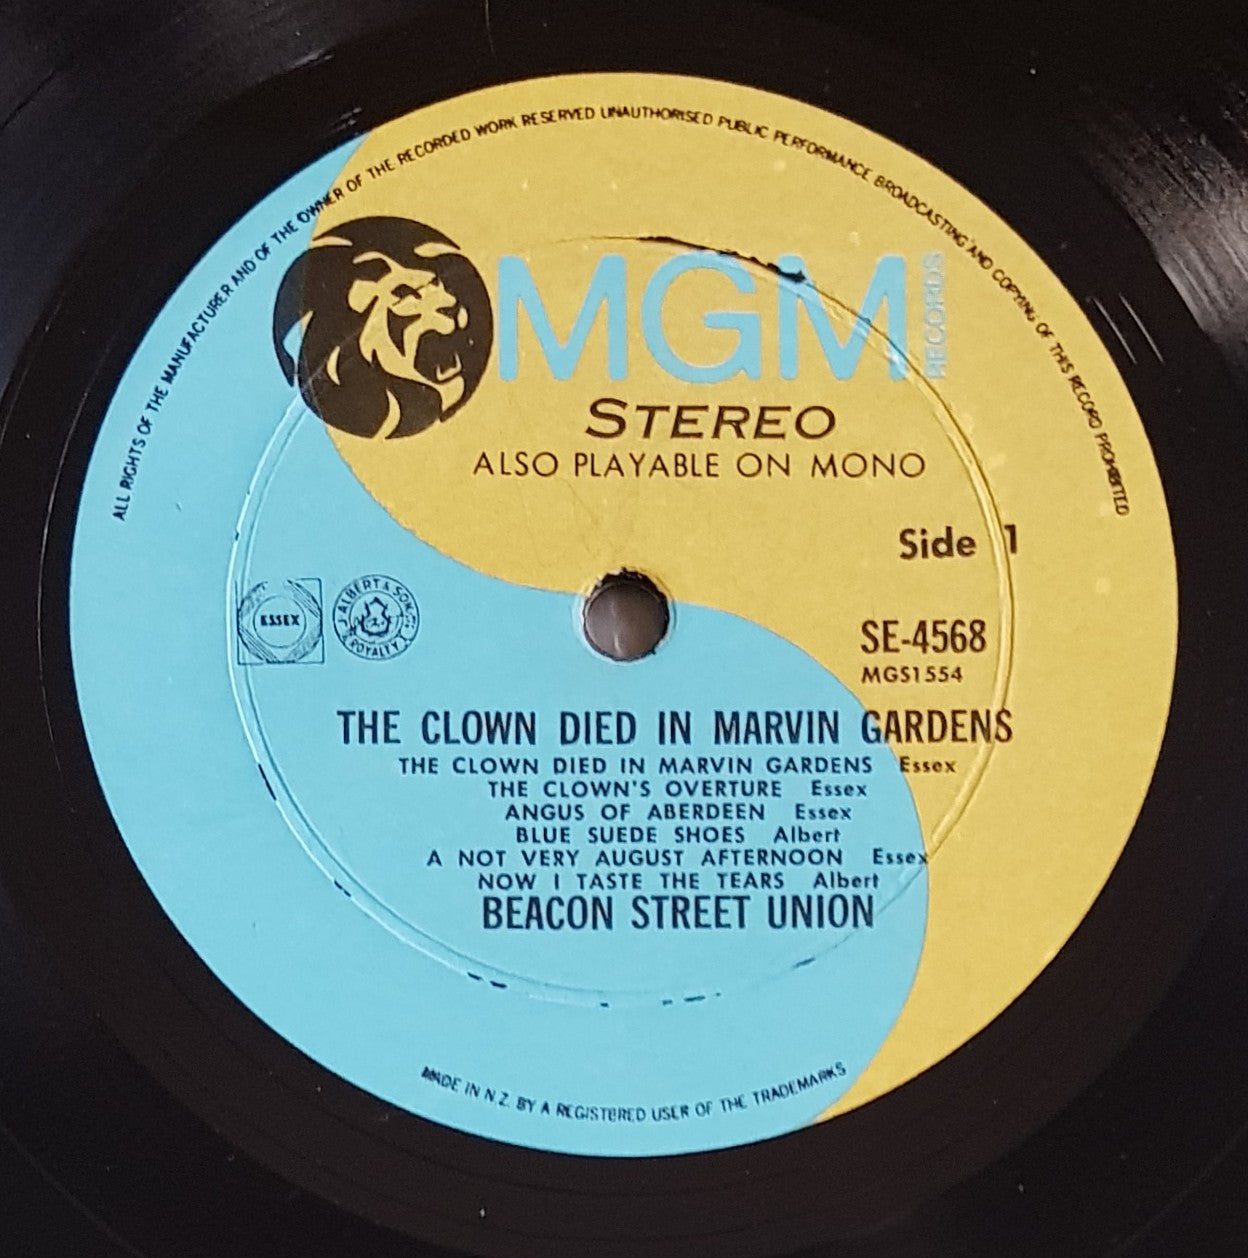 ALL RIGHTS OF THE MANUFACTURER AND OF THE OWNER OF THE RECORDED WORK RESERVED UNAUTHORISED PUBLIC PERFORMANCE BROADCASTING AND COPYING OF THIS RECORD PROHIBITED
MGM RECORDS
STEREO
ALSO PLAYABLE ON MONO
Side 1
ESSEX
J. ALBERT & SON
ROYALTY
SE-4568
MGS1554
THE CLOWN DIED IN MARVIN GARDENS
THE CLOWN DIED IN MARVIN GARDENS Essex
THE CLOWN'S OVERTURE Essex
ANGUS OF ABERDEEN Essex
BLUE SUEDE SHOES Albert
A NOT VERY AUGUST AFTERNOON Essex
NOW I TASTE THE TEARS Albert
BEACON STREET UNION
MADE IN N.Z. BY A REGISTERED USER OF THE TRADEMARKS